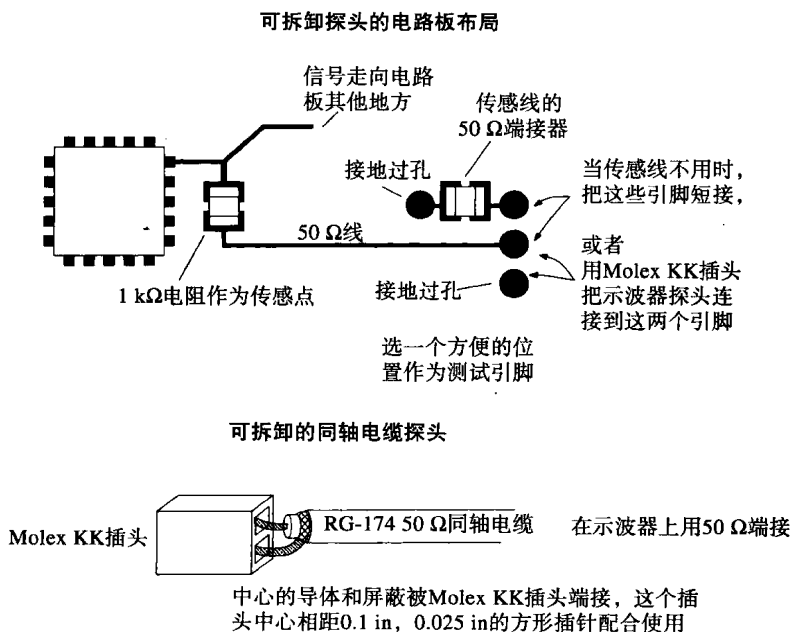 可拆卸探头的电路板布局
信号走向电路
板其他地方
传感线的
50 Ω端接器
接地过孔
当传感线不用时，
把这些引脚短接，
50 Ω线
或者
用Molex KK插头
把示波器探头连
接到这两个引脚
1 kΩ电阻作为传感点
接地过孔
选一个方便的位
置作为测试引脚
可拆卸的同轴电缆探头
Molex KK插头
RG-174 50 Ω同轴电缆
在示波器上用50 Ω端接
中心的导体和屏蔽被Molex KK插头端接，这个插
头中心相距0.1 in，0.025 in的方形插针配合使用